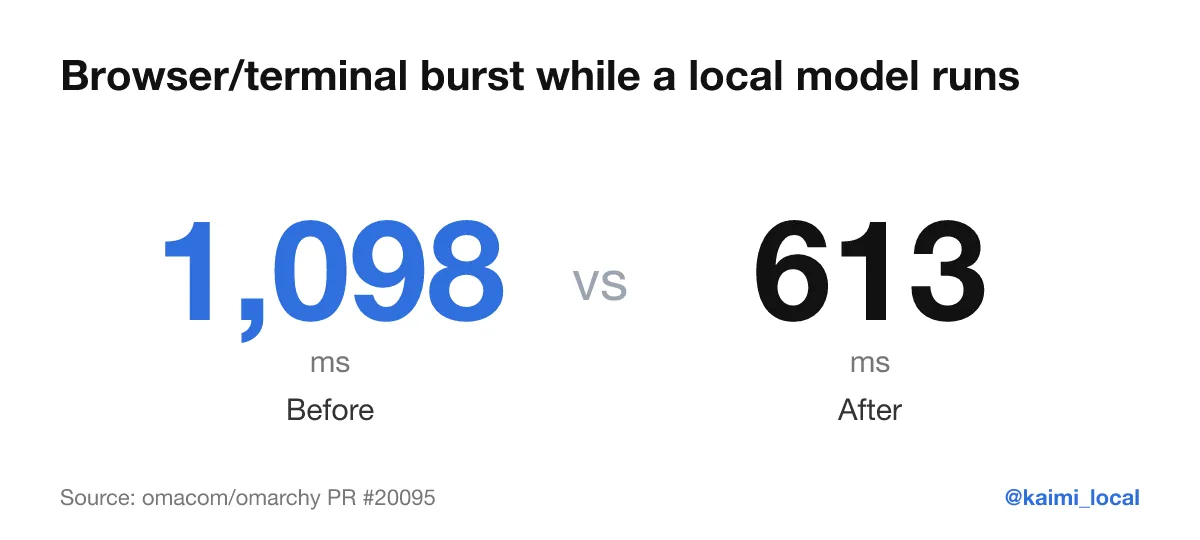 Browser/terminal burst while a local model runs
1,098 vs 613
ms ms
Before After
Source: omacom/omarchy PR #20095 @kaimi_local